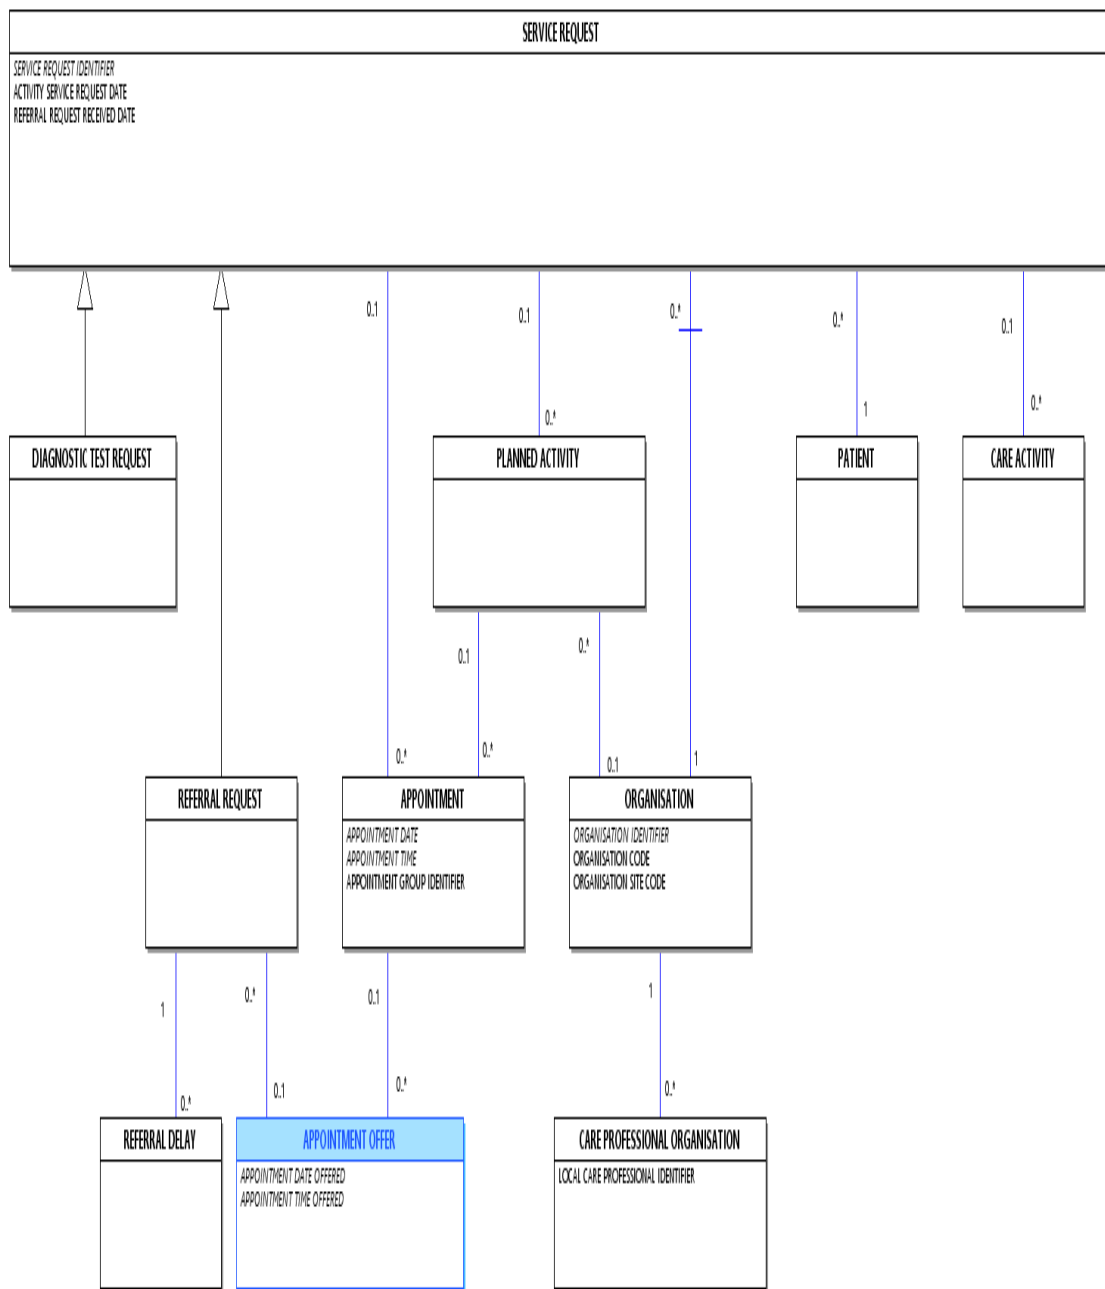 SERVICE REQUEST
SERVICE REQUEST IDENTIFIER
ACTIVITY SERVICE REQUEST DATE
REFERRAL REQUEST RECEIVED DATE
0..1
0..1
0..*
0..*
0..1
0..*
1
0..*
DIAGNOSTIC TEST REQUEST
PLANNED ACTIVITY
PATIENT
CARE ACTIVITY
0..1
0..*
0..*
0..*
0..1
1
REFERRAL REQUEST
APPOINTMENT
APPOINTMENT DATE
APPOINTMENT TIME
APPOINTMENT GROUP IDENTIFIER
ORGANISATION
ORGANISATION IDENTIFIER
ORGANISATION CODE
ORGANISATION SITE CODE
1
0..*
0..1
1
0..*
0..1
0..*
0..*
REFERRAL DELAY
APPOINTMENT OFFER
APPOINTMENT DATE OFFERED
APPOINTMENT TIME OFFERED
CARE PROFESSIONAL ORGANISATION
LOCAL CARE PROFESSIONAL IDENTIFIER